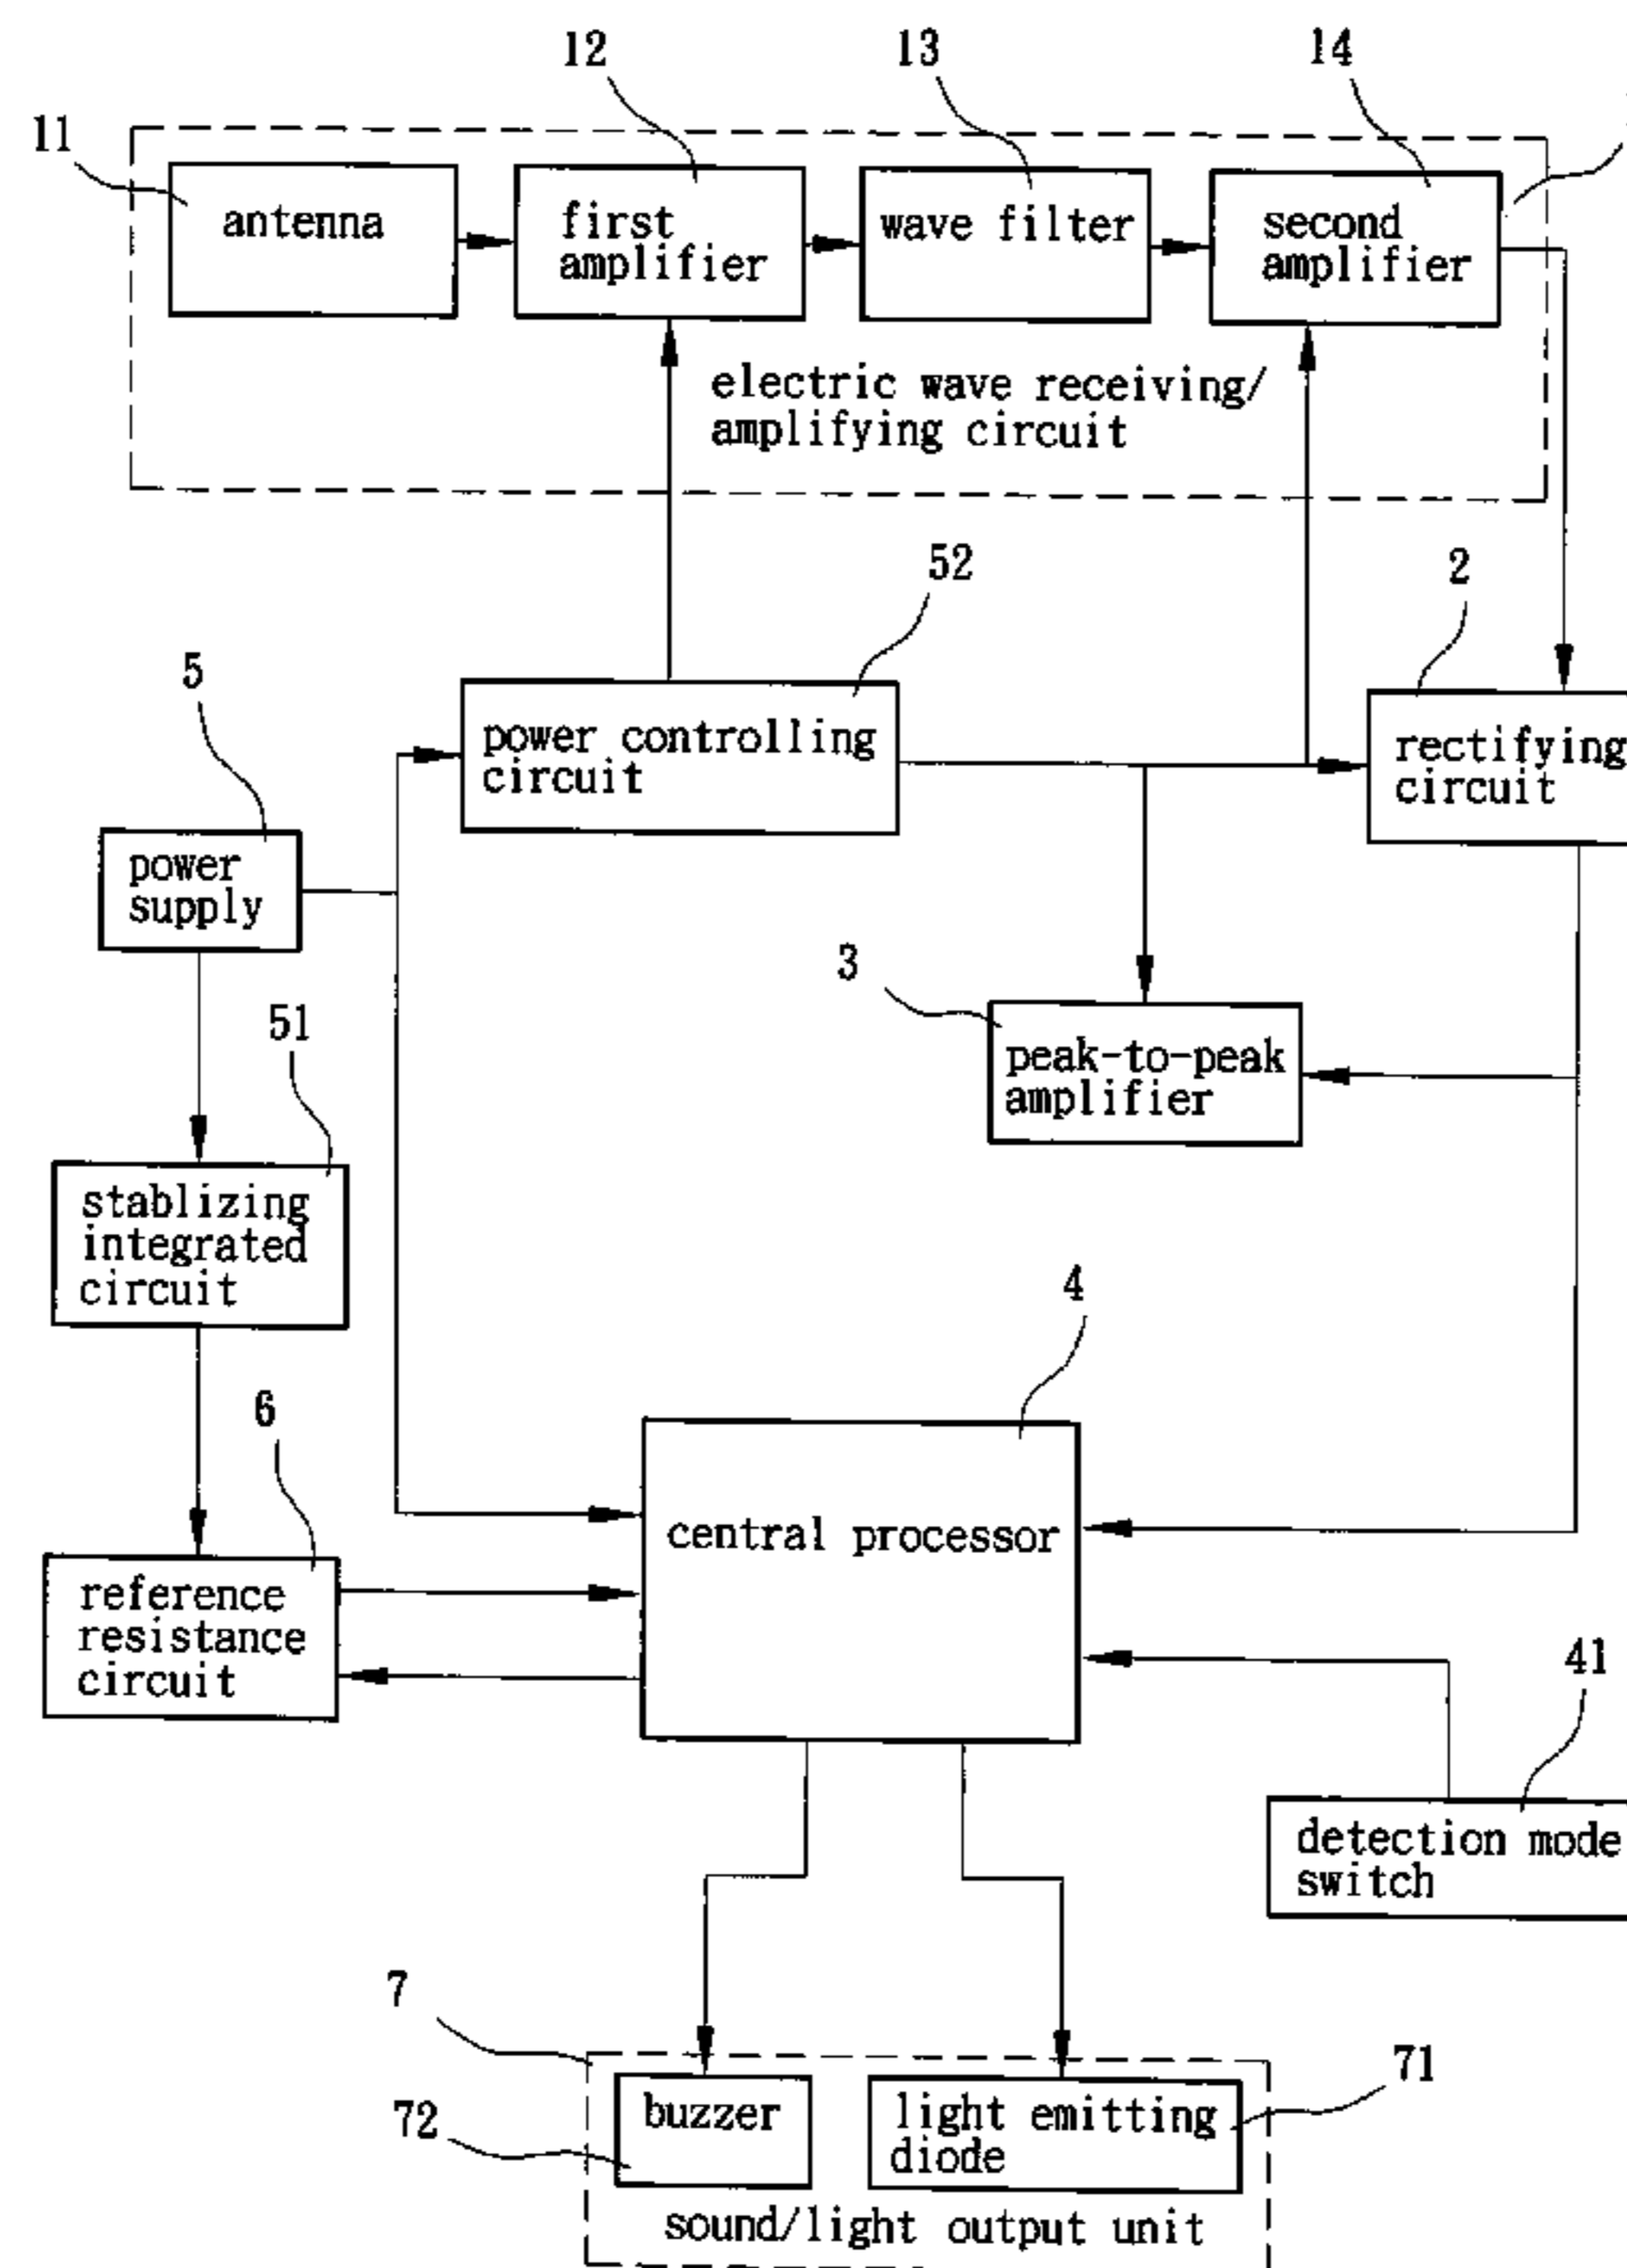 12
13
14
11
antenna
first
amplifier
wave filter
second
amplifier
electric wave receiving/
amplifying circuit
52
2
5
power controlling
circuit
rectifying
circuit
power
supply
3
51
peak-to-peak
amplifier
stablizing
integrated
circuit
4
6
central processor
reference
resistance
circuit
41
detection mode
switch
7
71
72
buzzer
light emitting
diode
sound/light output unit